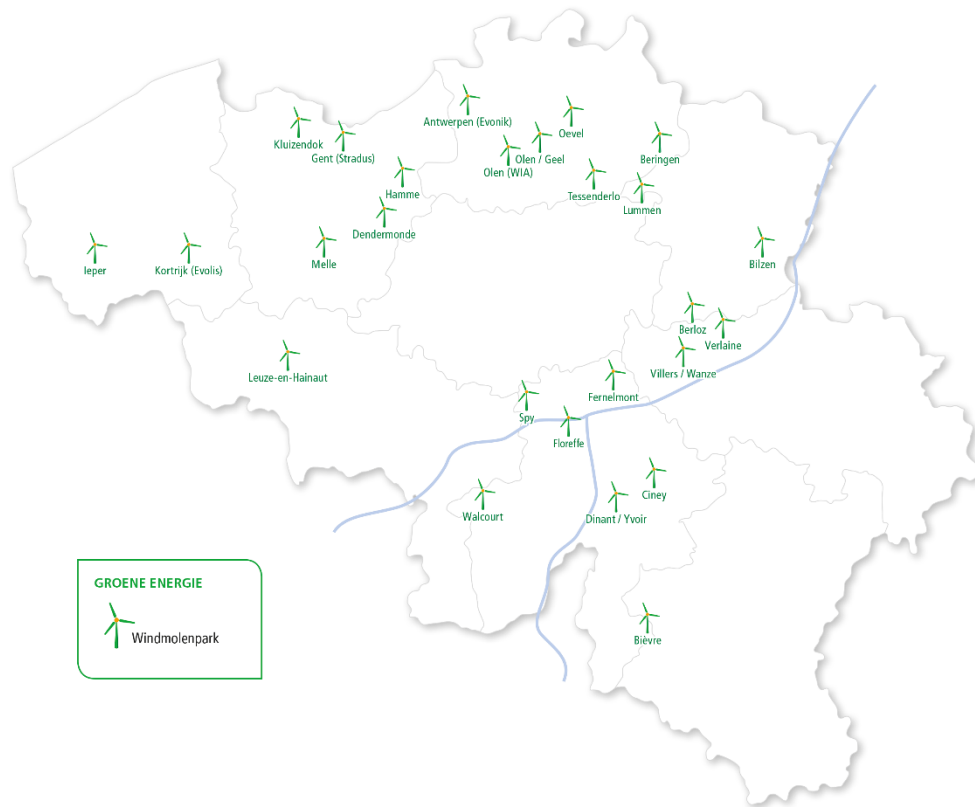 Antwerpen (Evonik)
Oevel
Kluizendok
Gent (Stradus)
Olen / Geel
Beringen
Olen (WIA)
Hamme
Tessenderlo
Lummen
Dendermonde
Ieper
Kortrijk (Evolis)
Melle
Bilzen
Berloz
Verlaine
Leuze-en-Hainaut
Villers / Wanze
Fernelmont
Spy
Floreffe
Ciney
Walcourt
Dinant / Yvoir
GROENE ENERGIE
Windmolenpark
Bièvre